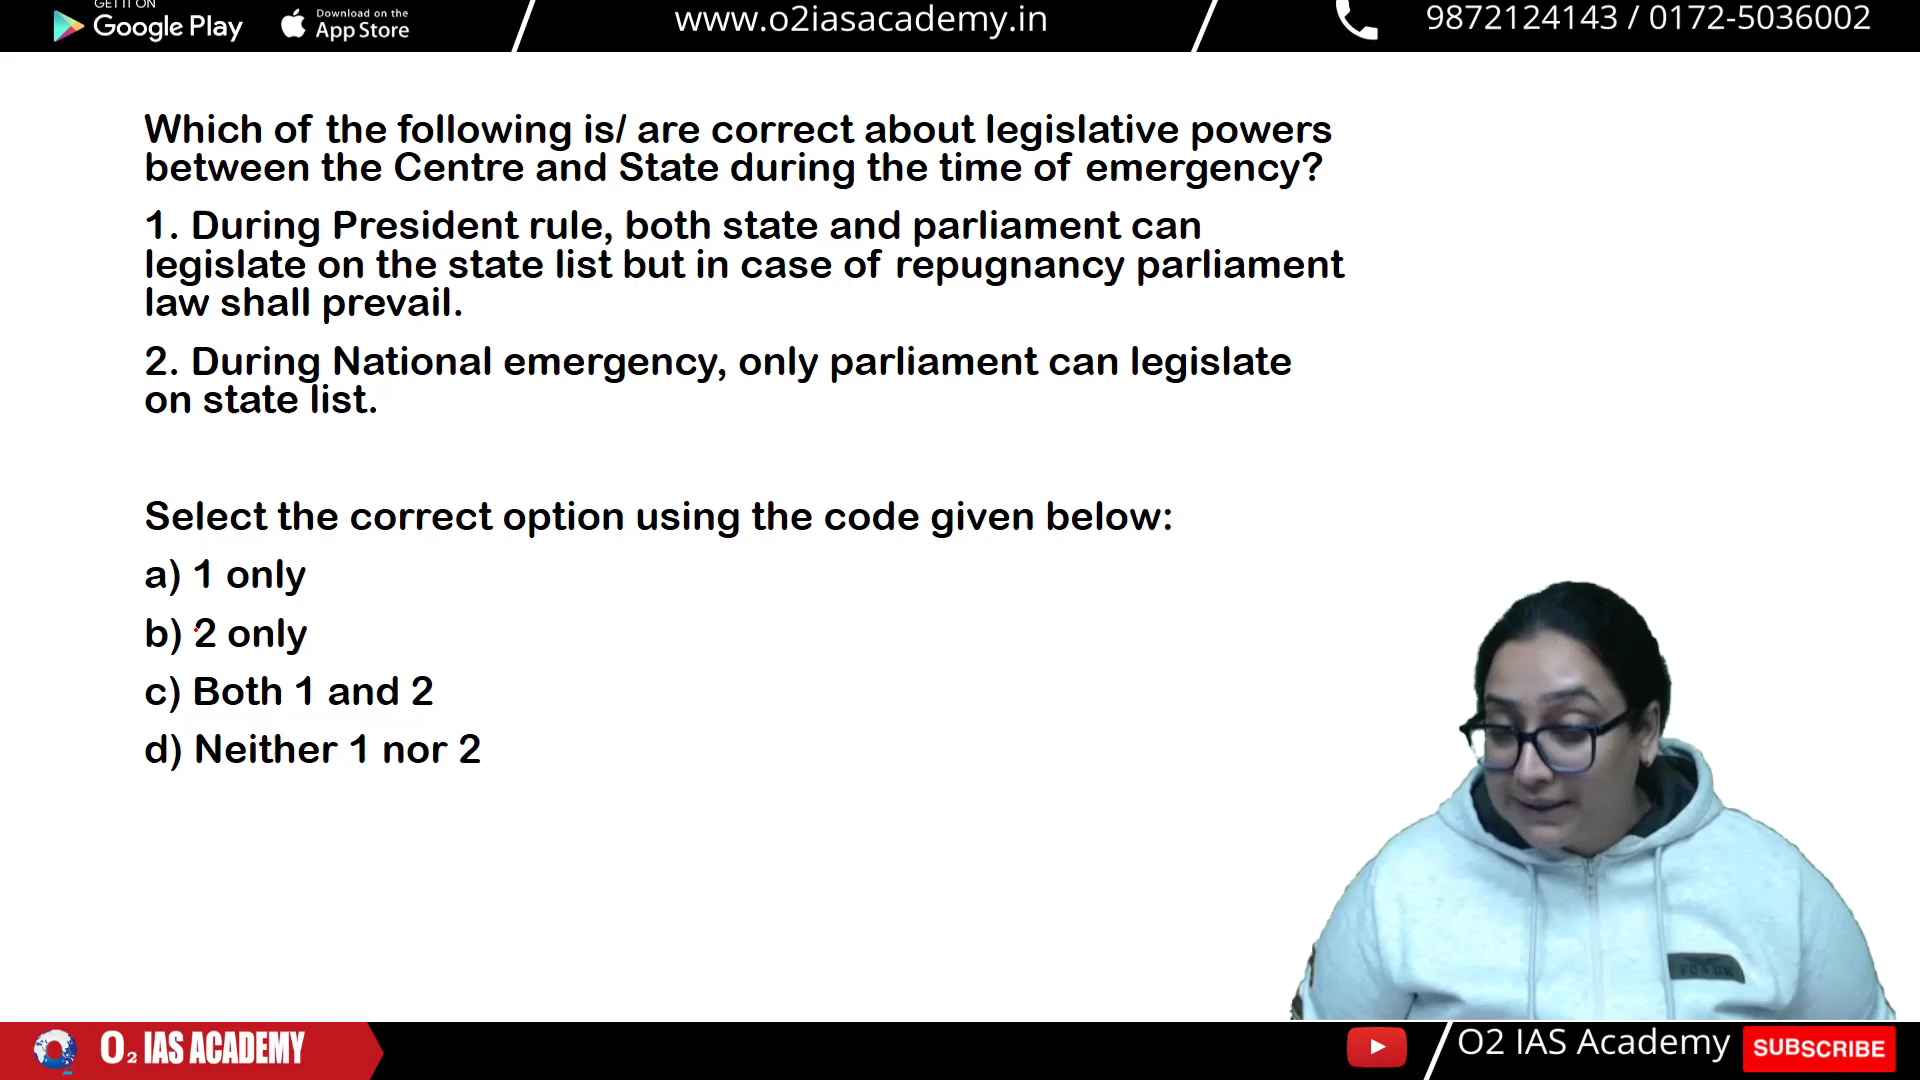 GET IT ON
Google Play
Download on the
App Store
www.o2iasacademy.in
9872124143 / 0172-5036002
Which of the following is/ are correct about legislative powers
between the Centre and State during the time of emergency?
1. During President rule, both state and parliament can
legislate on the state list but in case of repugnancy parliament
law shall prevail.
2. During National emergency, only parliament can legislate
on state list.
Select the correct option using the code given below:
a) 1 only
b) 2 only
c) Both 1 and 2
d) Neither 1 nor 2
O2 IAS ACADEMY
O2 IAS Academy
SUBSCRIBE